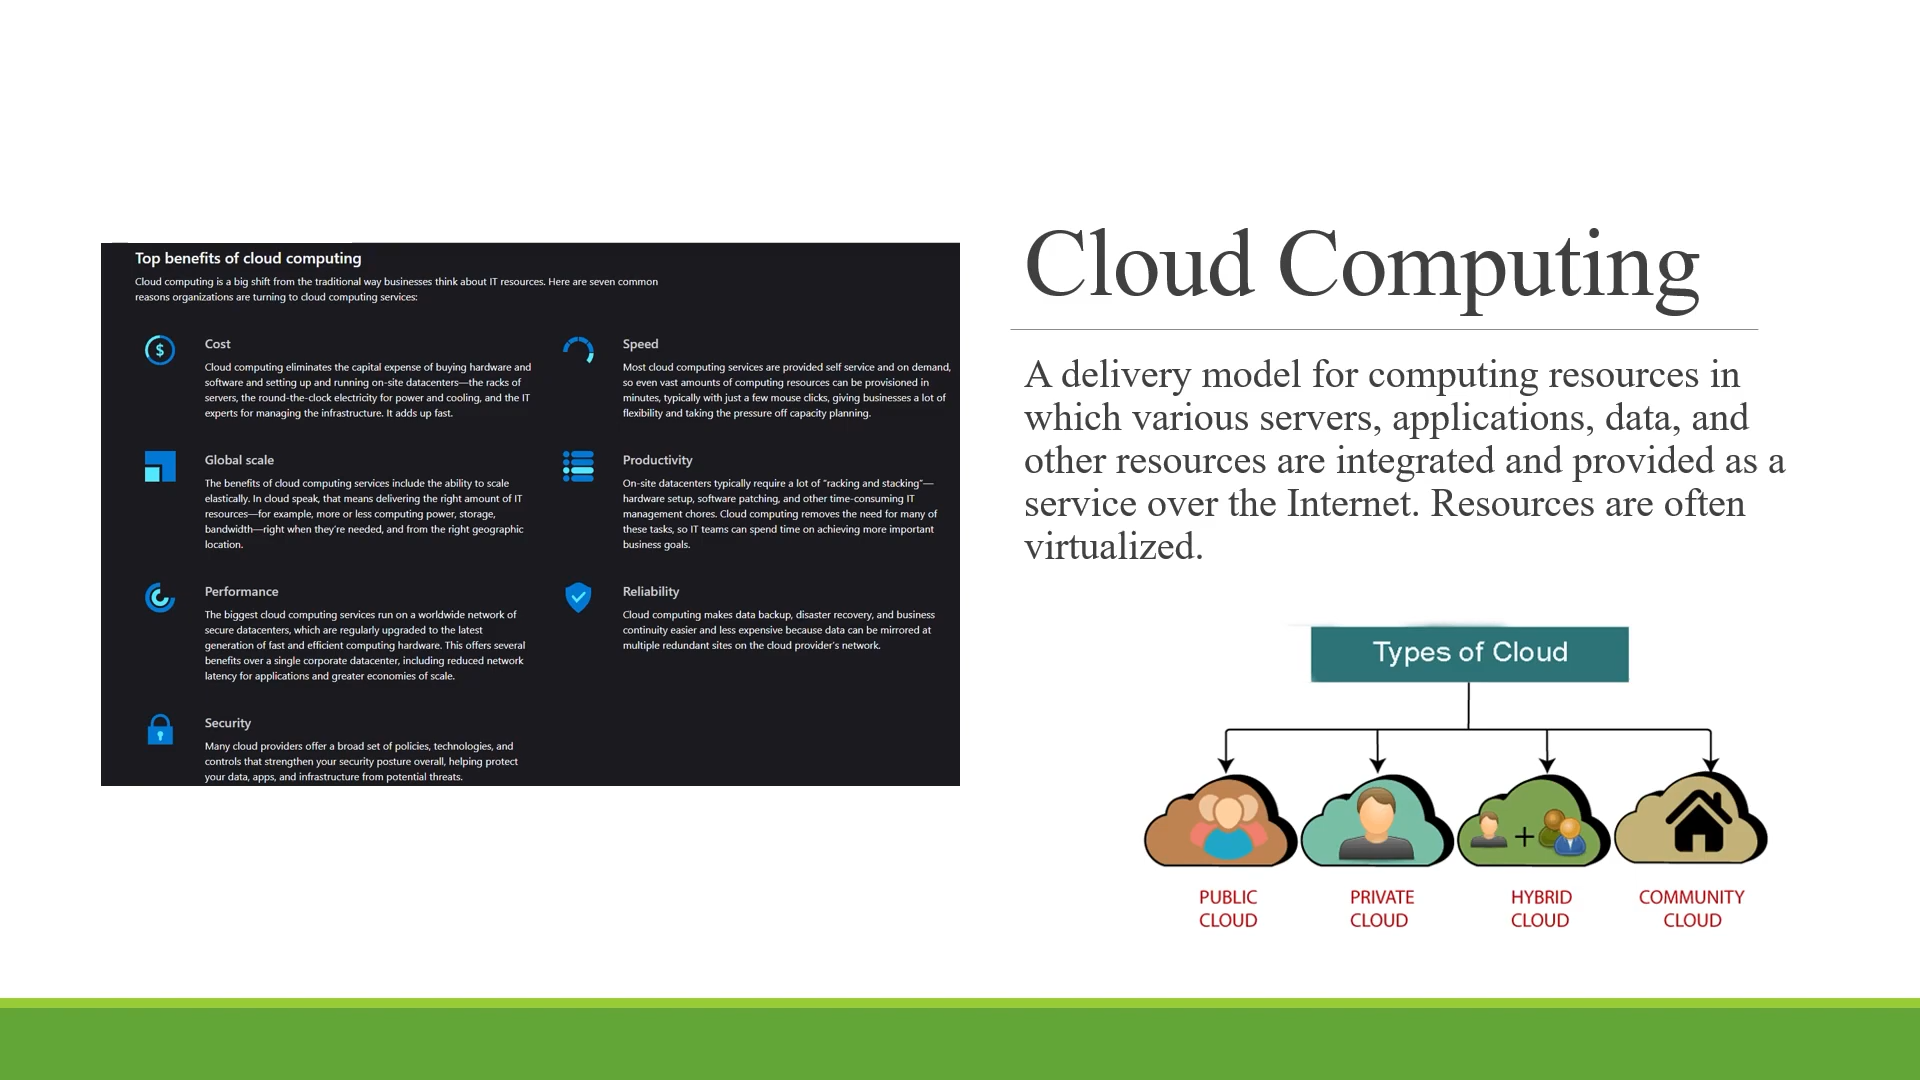 Top benefits of cloud computing
Cloud computing is a big shift from the traditional way businesses think about IT resources. Here are seven common
reasons organizations are turning to cloud computing services:
Cost
Cloud computing eliminates the capital expense of buying hardware and
software and setting up and running on-site datacenters—the racks of
servers, the round-the-clock electricity for power and cooling, and the IT
experts for managing the infrastructure. It adds up fast.
Speed
Most cloud computing services are provided self service and on demand,
so even vast amounts of computing resources can be provisioned in
minutes, typically with just a few mouse clicks, giving businesses a lot of
flexibility and taking the pressure off capacity planning.
Global scale
The benefits of cloud computing services include the ability to scale
elastically. In cloud speak, that means delivering the right amount of IT
resources—for example, more or less computing power, storage,
bandwidth—right when they're needed, and from the right geographic
location.
Productivity
On-site datacenters typically require a lot of "racking and stacking"—
hardware setup, software patching, and other time-consuming IT
management chores. Cloud computing removes the need for many of
these tasks, so IT teams can spend time on achieving more important
business goals.
Performance
The biggest cloud computing services run on a worldwide network of
secure datacenters, which are regularly upgraded to the latest
generation of fast and efficient computing hardware. This offers several
benefits over a single corporate datacenter, including reduced network
latency for applications and greater economies of scale.
Reliability
Cloud computing makes data backup, disaster recovery, and business
continuity easier and less expensive because data can be mirrored at
multiple redundant sites on the cloud provider's network.
Security
Many cloud providers offer a broad set of policies, technologies, and
controls that strengthen your security posture overall, helping protect
your data, apps, and infrastructure from potential threats.
Cloud Computing
A delivery model for computing resources in
which various servers, applications, data, and
other resources are integrated and provided as a
service over the Internet. Resources are often
virtualized.
Types of Cloud
PUBLIC
CLOUD
PRIVATE
CLOUD
HYBRID
CLOUD
COMMUNITY
CLOUD